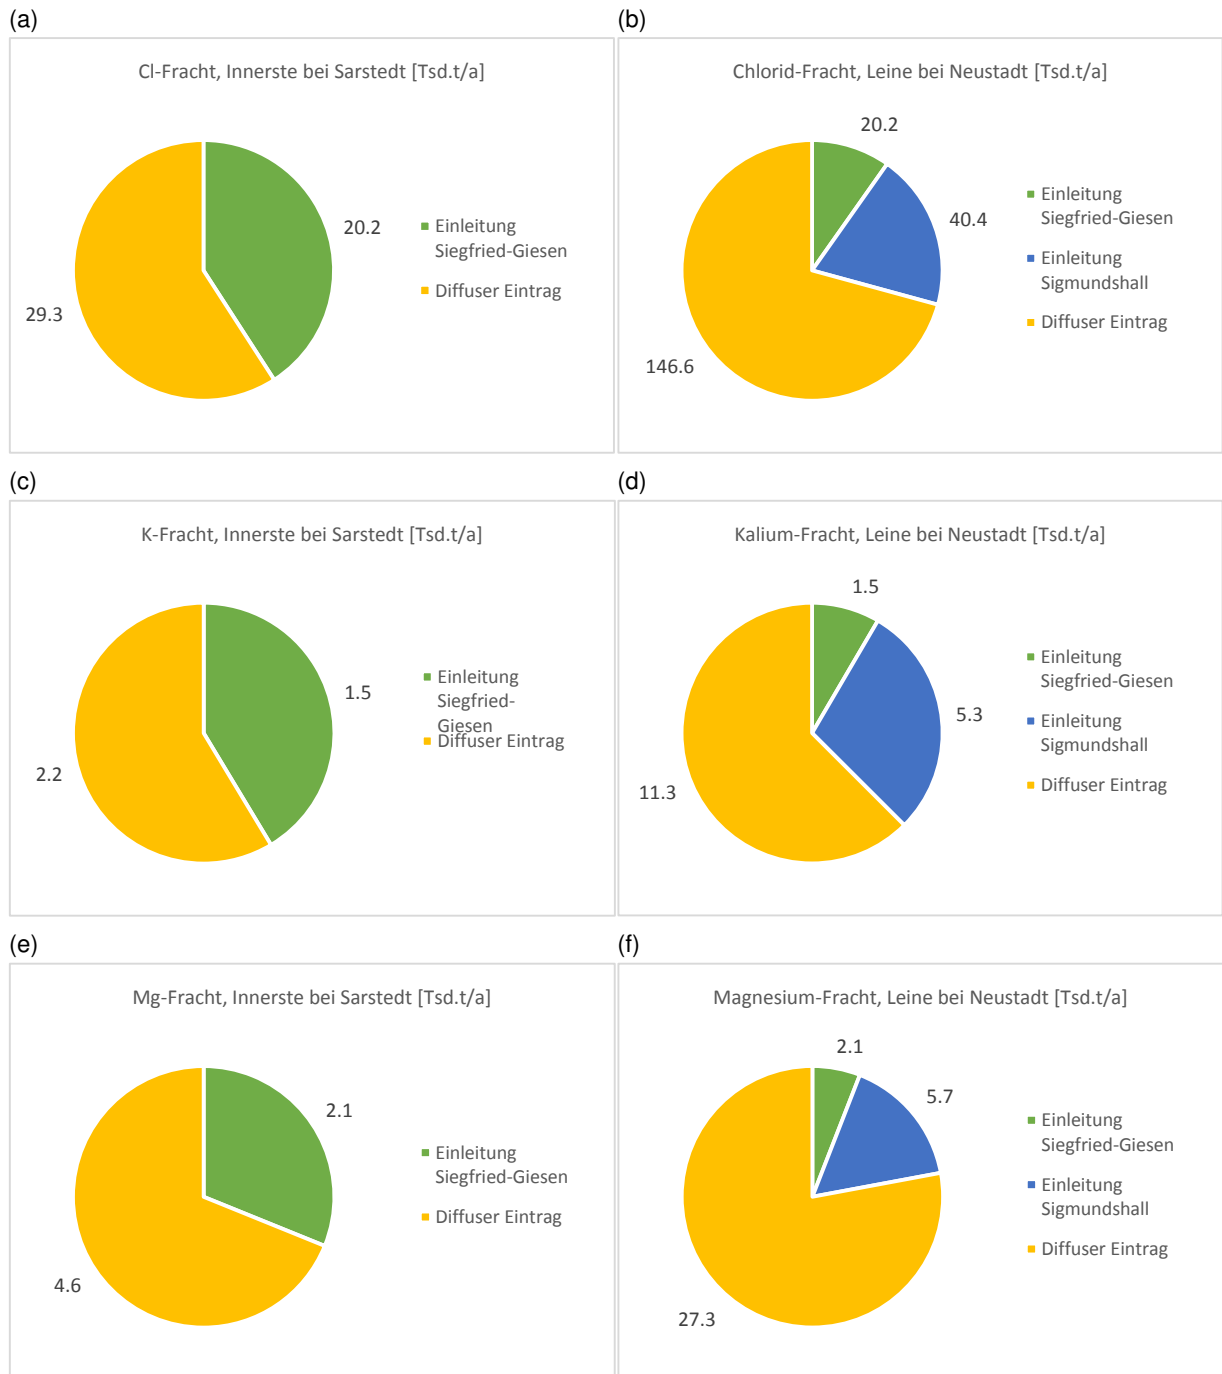 (a)
Cl-Fracht, Innerste bei Sarstedt [Tsd.t/a]
20.2
29.3
Einleitung
Siegfried-Giesen
Diffuser Eintrag
(b)
Chlorid-Fracht, Leine bei Neustadt [Tsd.t/a]
20.2
40.4
146.6
Einleitung
Siegfried-Giesen
Einleitung
Sigmundshall
Diffuser Eintrag
(c)
K-Fracht, Innerste bei Sarstedt [Tsd.t/a]
1.5
2.2
Einleitung
Siegfried-
Giesen
Diffuser Eintrag
(d)
Kalium-Fracht, Leine bei Neustadt [Tsd.t/a]
1.5
5.3
11.3
Einleitung
Siegfried-Giesen
Einleitung
Sigmundshall
Diffuser Eintrag
(e)
Mg-Fracht, Innerste bei Sarstedt [Tsd.t/a]
2.1
4.6
Einleitung
Siegfried-Giesen
Diffuser Eintrag
(f)
Magnesium-Fracht, Leine bei Neustadt [Tsd.t/a]
2.1
5.7
27.3
Einleitung
Siegfried-Giesen
Einleitung
Sigmundshall
Diffuser Eintrag